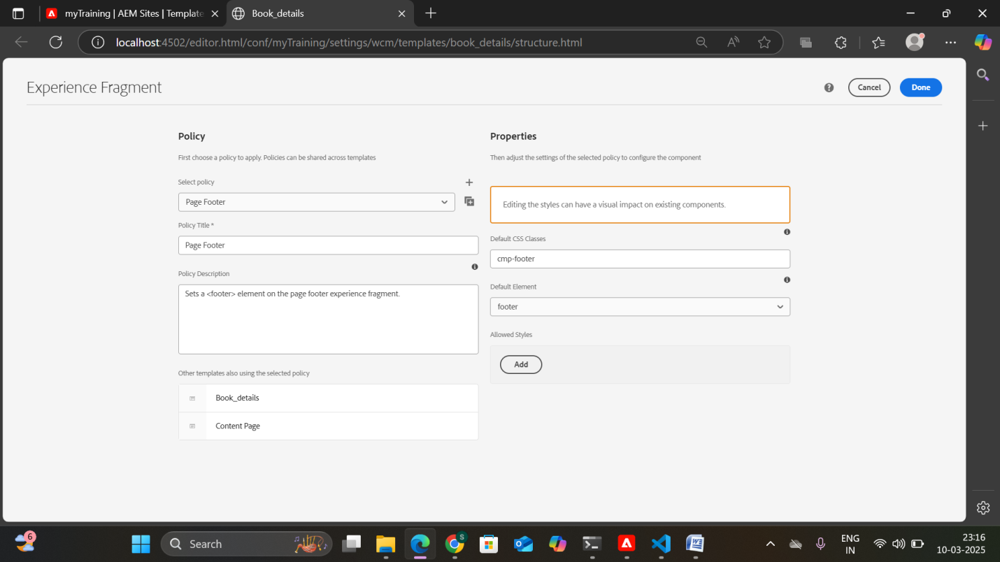 myTraining | AEM Sites | Template
Book_details
localhost:4502/editor.html/conf/myTraining/settings/wcm/templates/book_details/structure.html
Experience Fragment
Cancel
Done
Policy
First choose a policy to apply. Policies can be shared across templates
Select policy
Page Footer
Policy Title *
Page Footer
Policy Description
Sets a <footer> element on the page footer experience fragment.
Other templates also using the selected policy
Book_details
Content Page
Properties
Then adjust the settings of the selected policy to configure the component
Editing the styles can have a visual impact on existing components.
Default CSS Classes
cmp-footer
Default Element
footer
Allowed Styles
Add
6
Search
S
ENG
IN
23:16
10-03-2025